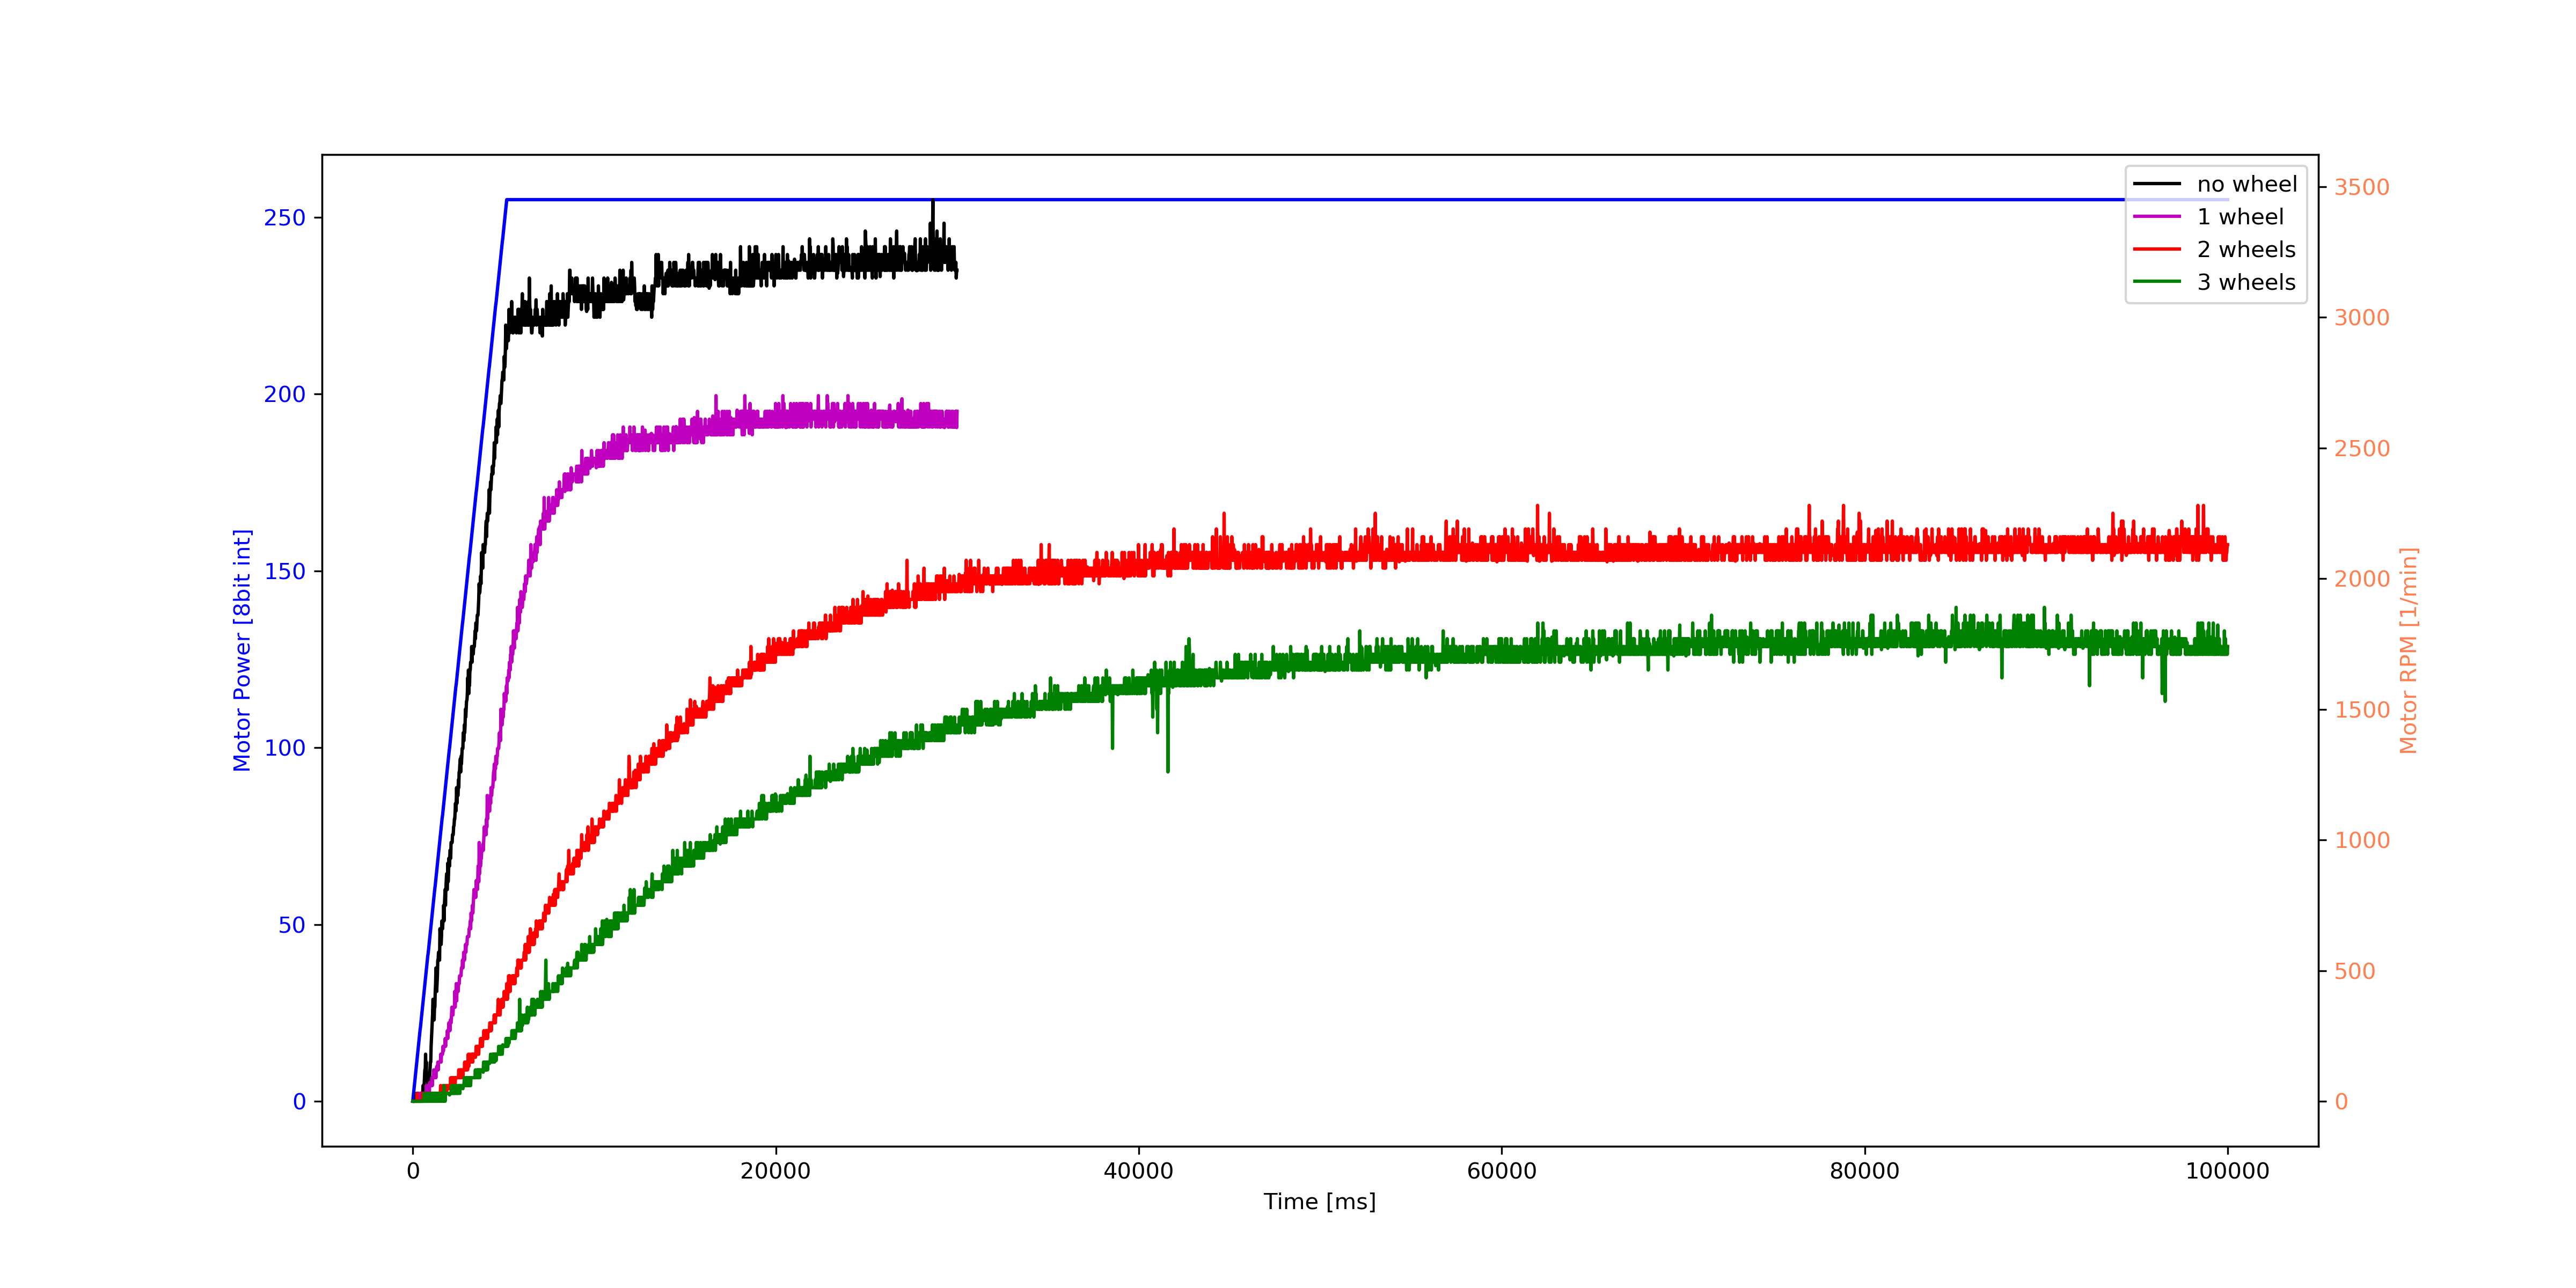 no wheel
1 wheel
2 wheels
3 wheels
Motor Power [8bit int]
250
200
150
100
50
0
3500
3000
2500
2000
1500
1000
500
0
Motor RPM [1/min]
0
20000
40000
60000
80000
100000
Time [ms]